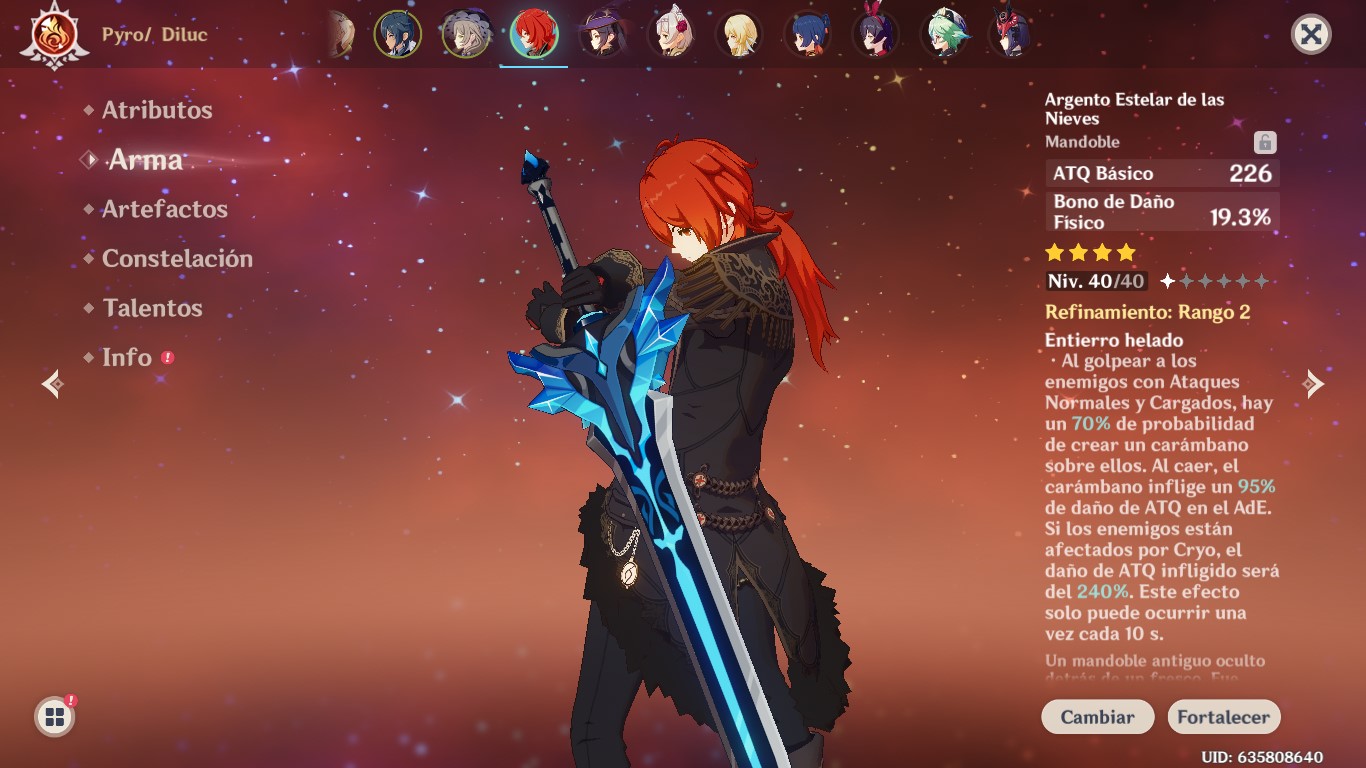 Pyro/ Diluc
Atributos
Arma
Artefactos
Constelación
Talentos
Info
Argento Estelar de las
Nieves
Mandoble
ATQ Básico 226
Bono de Daño
Físico 19.3%
Niv. 40/40
Refinamiento: Rango 2
Entierro helado
· Al golpear a los
enemigos con Ataques
Normales y Cargados, hay
un 70% de probabilidad
de crear un carámbano
sobre ellos. Al caer, el
carámbano inflige un 95%
de daño de ATQ en el AdE.
Si los enemigos están
afectados por Cryo, el
daño de ATQ infligido será
del 240%. Este efecto
solo puede ocurrir una
vez cada 10 s.
Un mandoble antiguo oculto
detrás de un fresco. Fue
Cambiar
Fortalecer
UID: 635808640